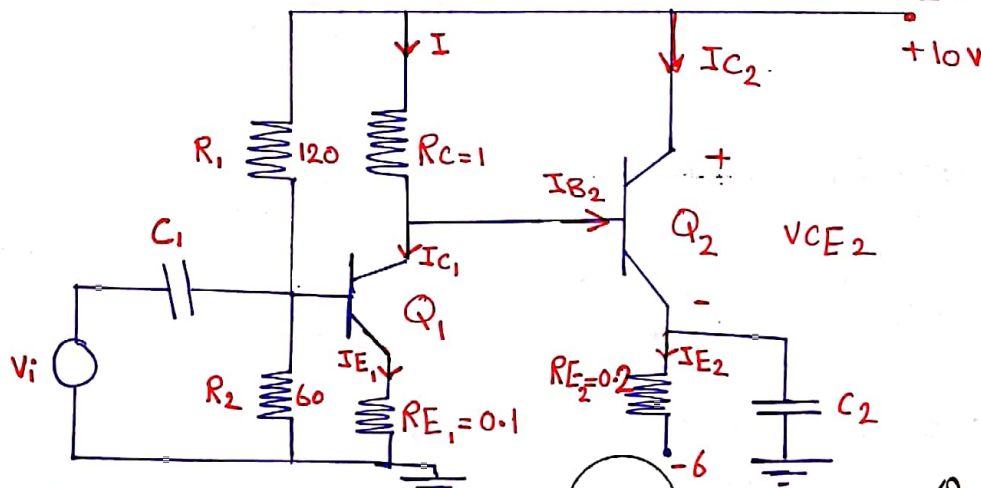 I
IC2.
+10V
R1
120
RC=1
IB2
+
C1
IC1
Q2
VCE2
Q1
-
Vi
IE1
RE2=0.2
IE2
R2
60
RE1=0.1
C2
-6